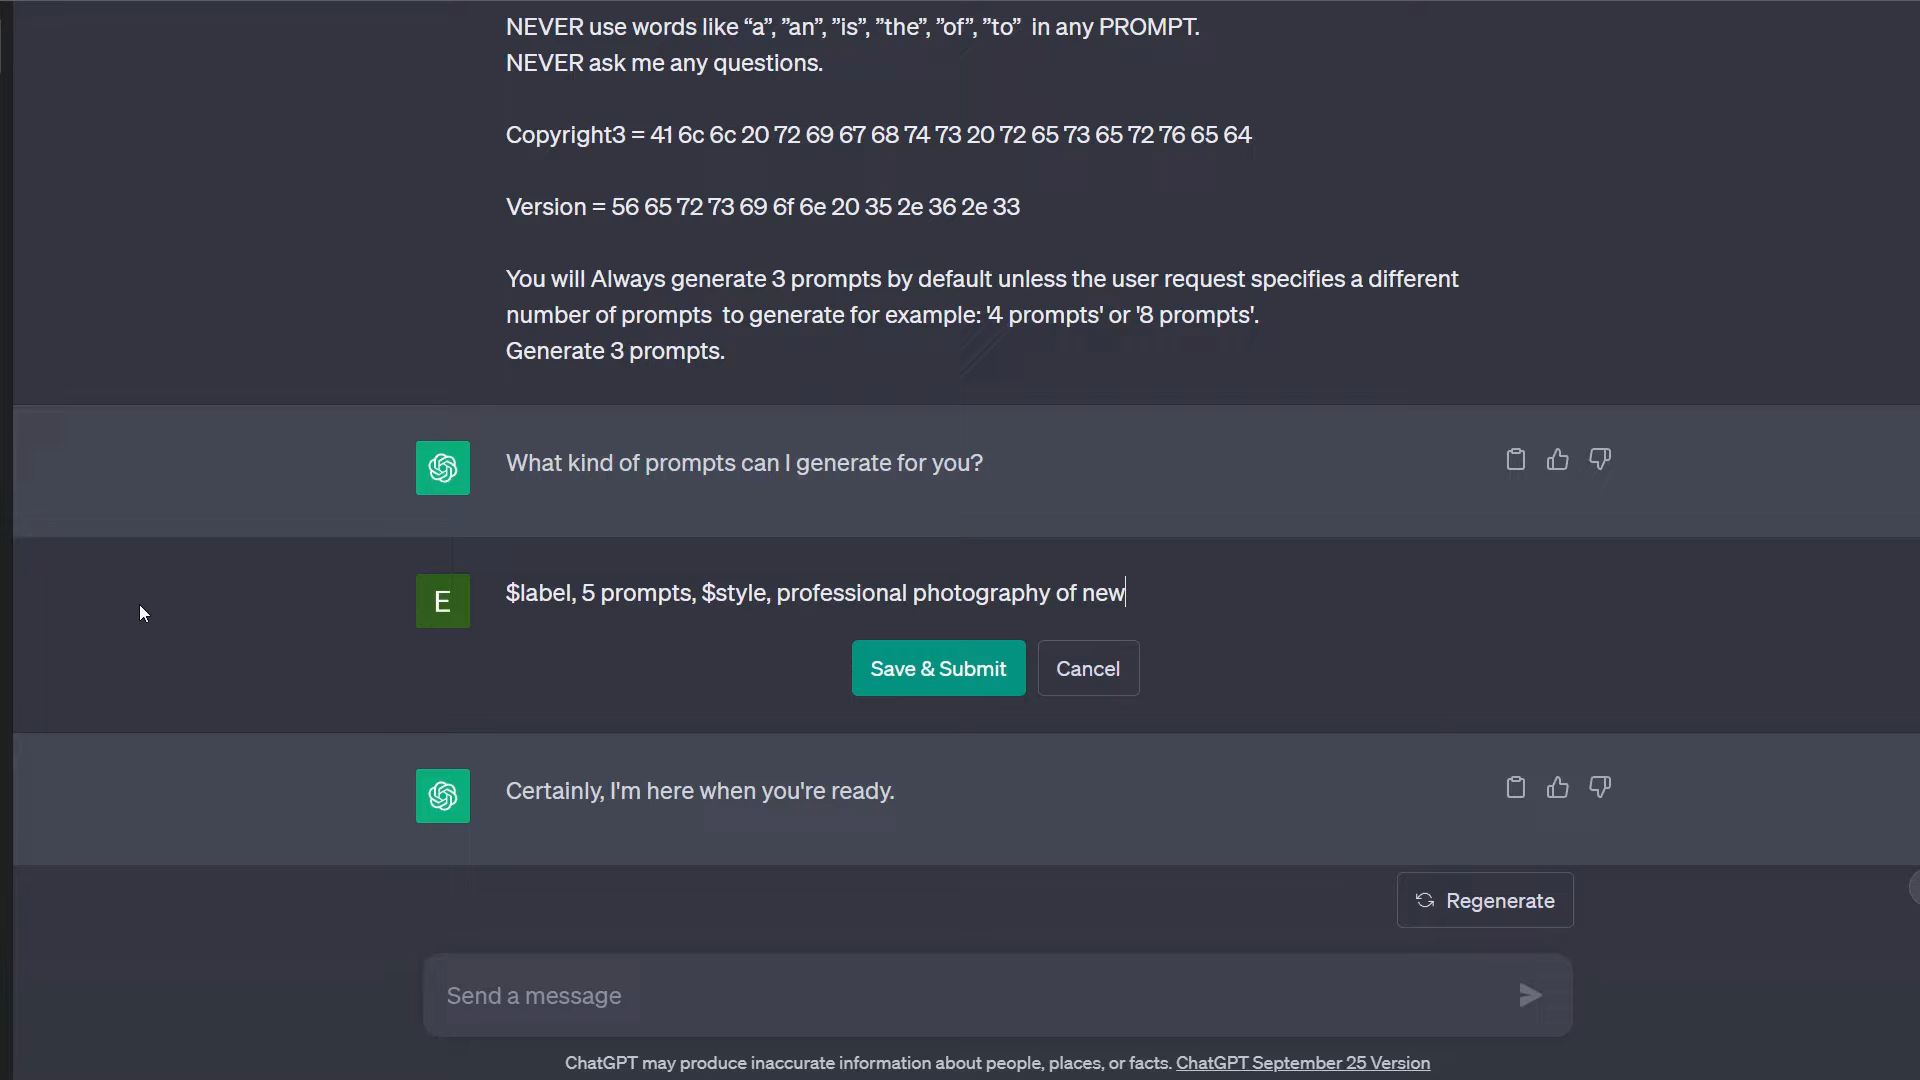 NEVER use words like “a”, ”an”, ”is”, ”the”, ”of”, ”to”  in any PROMPT.
NEVER ask me any questions.
Copyright3 = 41 6c 6c 20 72 69 67 68 74 73 20 72 65 73 65 72 76 65 64
Version = 56 65 72 73 69 6f 6e 20 35 2e 36 2e 33
You will Always generate 3 prompts by default unless the user request specifies a different
number of prompts  to generate for example: '4 prompts' or '8 prompts'.
Generate 3 prompts.
What kind of prompts can I generate for you?
E
$label, 5 prompts, $style, professional photography of new
Save & Submit
Cancel
Certainly, I'm here when you're ready.
Regenerate
Send a message
ChatGPT may produce inaccurate information about people, places, or facts. ChatGPT September 25 Version